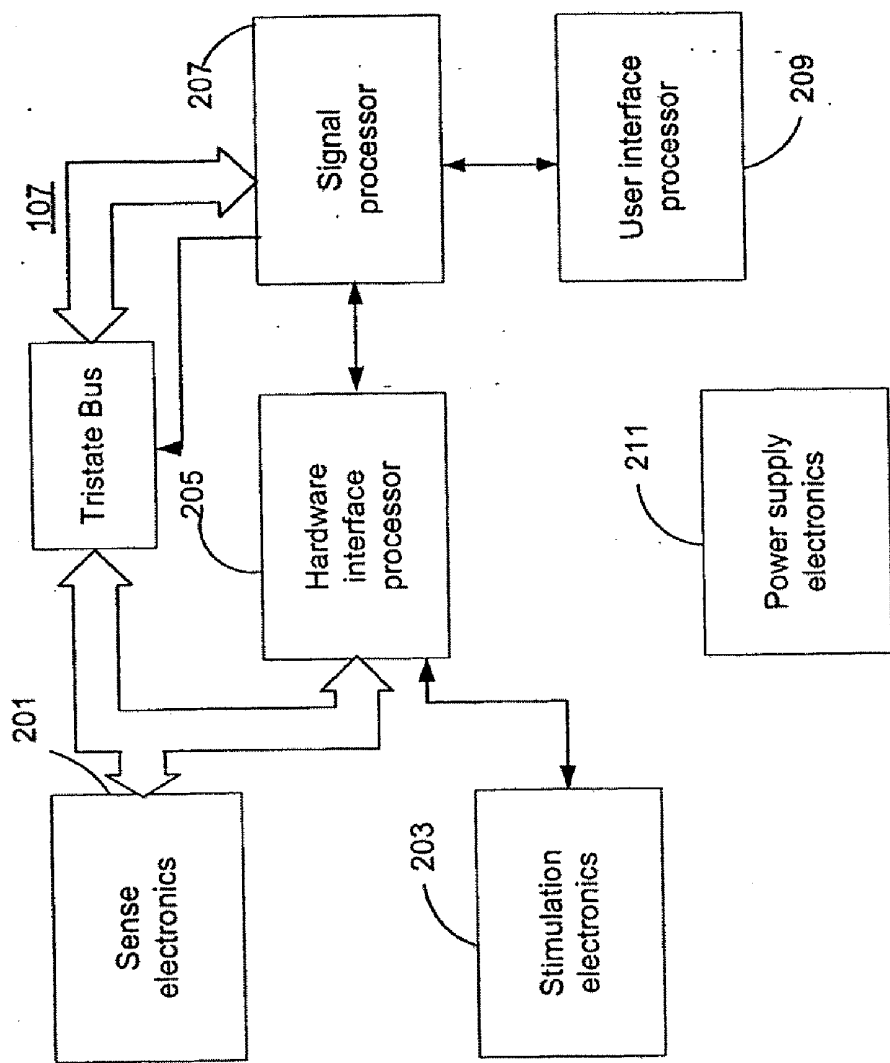 107
201
Sense
electronics
Tristate Bus
207
Signal
processor
205
Hardware
interface
processor
203
Stimulation
electronics
User interface
processor
209
211
Power supply
electronics